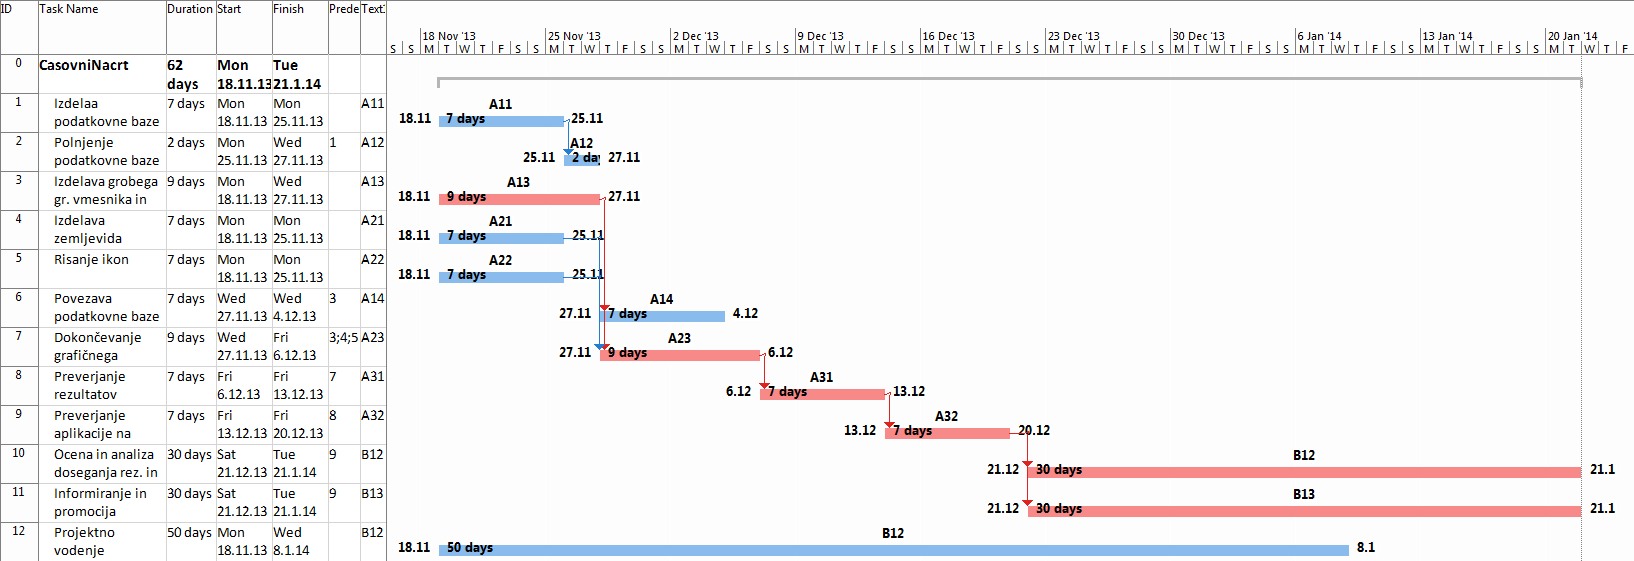 ID Task Name Duration Start Finish Prede Text
18 Nov '13 25 Nov '13 2 Dec '13 9 Dec '13 16 Dec '13 23 Dec '13 30 Dec '13 6 Jan '14 13 Jan '14 20 Jan '14
S S M T W T F S S M T W T F S S M T W T F S S M T W T F S S M T W T F S S M T W T F S S M T W T F S S M T W T F S S M T W T F S S M T W T F
0 CasovniNacrt 62 Mon Tue
days 18.11.13 21.1.14
1 Izdelaa 7 days Mon Mon A11
podatkovne baze 18.11.13 25.11.13
A11
18.11 7 days 25.11
2 Polnjenje 2 days Mon Wed 1 A12
podatkovne baze 25.11.13 27.11.13
A12
25.11 2 da 27.11
3 Izdelava grobega 9 days Mon Wed A13
gr. vmesnika in 18.11.13 27.11.13
A13
18.11 9 days 27.11
4 Izdelava 7 days Mon Mon A21
zemljevida 18.11.13 25.11.13
A21
18.11 7 days 25.11
5 Risanje ikon 7 days Mon Mon A22
18.11.13 25.11.13
A22
18.11 7 days 25.11
6 Povezava 7 days Wed Wed 3 A14
podatkovne baze 27.11.13 4.12.13
A14
27.11 7 days 4.12
7 Dokončevanje 9 days Wed Fri 3;4;5 A23
grafičnega 27.11.13 6.12.13
A23
27.11 9 days 6.12
8 Preverjanje 7 days Fri Fri 7 A31
rezultatov 6.12.13 13.12.13
A31
6.12 7 days 13.12
9 Preverjanje 7 days Fri Fri 8 A32
aplikacije na 13.12.13 20.12.13
A32
13.12 7 days 20.12
10 Ocena in analiza 30 days Sat Tue 9 B12
doseganja rez. in 21.12.13 21.1.14
B12
21.12 30 days 21.1
11 Informiranje in 30 days Sat Tue 9 B13
promocija 21.12.13 21.1.14
B13
21.12 30 days 21.1
12 Projektno 50 days Mon Wed B12
vodenje 18.11.13 8.1.14
B12
18.11 50 days 8.1